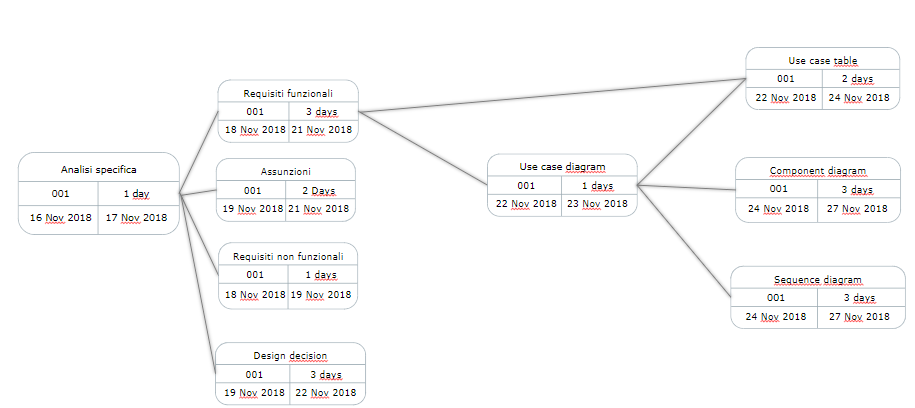 Analisi specifica
001 1 day
16 Nov 2018 17 Nov 2018
Requisiti funzionali
001 3 days
18 Nov 2018 21 Nov 2018
Assunzioni
001 2 Days
19 Nov 2018 21 Nov 2018
Requisiti non funzionali
001 1 days
18 Nov 2018 19 Nov 2018
Design decision
001 3 days
19 Nov 2018 22 Nov 2018
Use case diagram
001 1 days
22 Nov 2018 23 Nov 2018
Use case table
001 2 days
22 Nov 2018 24 Nov 2018
Component diagram
001 3 days
24 Nov 2018 27 Nov 2018
Sequence diagram
001 3 days
24 Nov 2018 27 Nov 2018